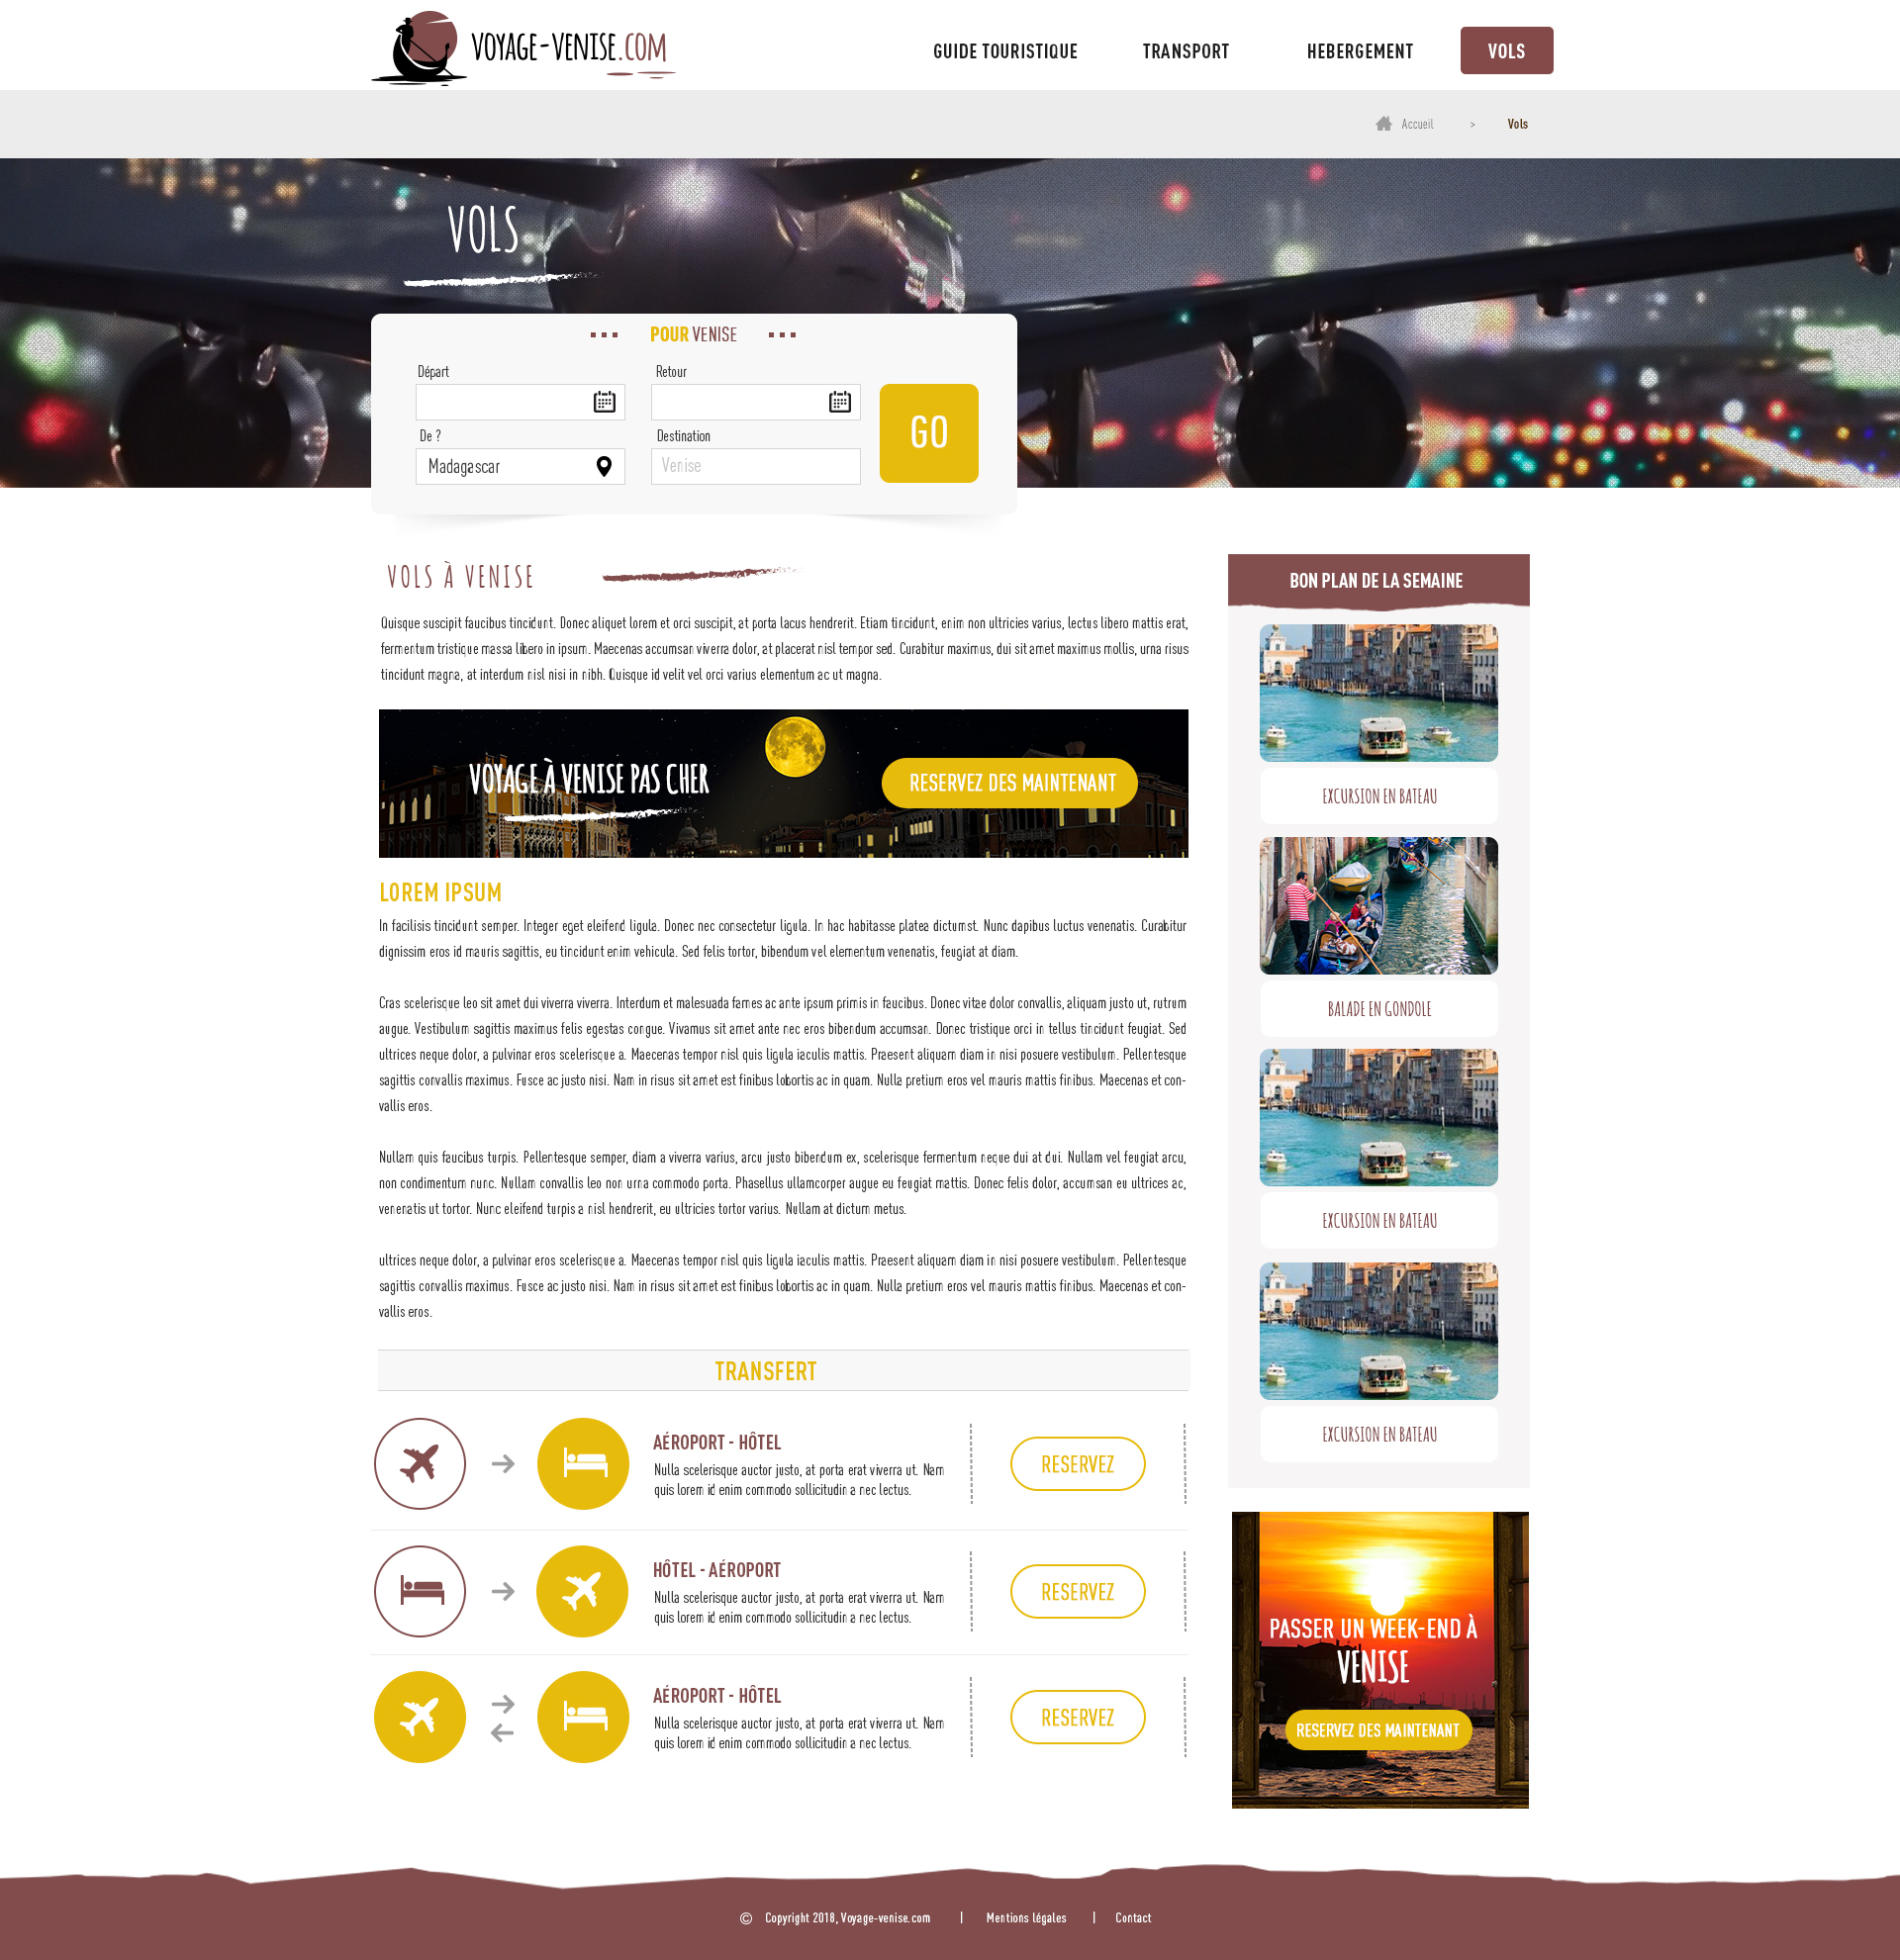 VOYAGE-VENISE.COM
GUIDE TOURISTIQUE
TRANSPORT
HEBERGEMENT
VOLS
Accueil > Vols
VOLS
POUR VENISE
Départ
Retour
De ?
Destination
Madagascar
Venise
GO
VOLS À VENISE
Quisque suscipit faucibus tincidunt. Donec aliquet lorem et orci suscipit, at porta lacus hendrerit. Etiam tincidunt, enim non ultricies varius, lectus libero mattis erat,
fermentum tristique massa libero in ipsum. Maecenas accumsan viverra dolor, at placerat nisl tempor sed. Curabitur maximus, dui sit amet maximus mollis, urna risus
tincidunt magna, at interdum nisl nisi in nibh. Quisque id velit vel orci varius elementum ac ut magna.
VOYAGE À VENISE PAS CHER
RESERVEZ DES MAINTENANT
LOREM IPSUM
In facilisis tincidunt semper. Integer eget eleifend ligula. Donec nec consectetur ligula. In hac habitasse platea dictumst. Nunc dapibus luctus venenatis. Curabitur
dignissim eros id mauris sagittis, eu tincidunt enim vehicula. Sed felis tortor, bibendum vel elementum venenatis, feugiat at diam.
Cras scelerisque leo sit amet dui viverra viverra. Interdum et malesuada fames ac ante ipsum primis in faucibus. Donec vitae dolor convallis, aliquam justo ut, rutrum
augue. Vestibulum sagittis maximus felis egestas congue. Vivamus sit amet ante nec eros bibendum accumsan. Donec tristique orci in tellus tincidunt feugiat. Sed
ultrices neque dolor, a pulvinar eros scelerisque a. Maecenas tempor nisl quis ligula iaculis mattis. Praesent aliquam diam in nisi posuere vestibulum. Pellentesque
sagittis convallis maximus. Fusce ac justo nisi. Nam in risus sit amet est finibus lobortis ac in quam. Nulla pretium eros vel mauris mattis finibus. Maecenas et con-
vallis eros.
Nullam quis faucibus turpis. Pellentesque semper, diam a viverra varius, arcu justo bibendum ex, scelerisque fermentum neque dui at dui. Nullam vel feugiat arcu,
non condimentum nunc. Nullam convallis leo non urna commodo porta. Phasellus ullamcorper augue eu feugiat mattis. Donec felis dolor, accumsan eu ultrices ac,
venenatis ut tortor. Nunc eleifend turpis a nisl hendrerit, eu ultricies tortor varius. Nullam at dictum metus.
ultrices neque dolor, a pulvinar eros scelerisque a. Maecenas tempor nisl quis ligula iaculis mattis. Praesent aliquam diam in nisi posuere vestibulum. Pellentesque
sagittis convallis maximus. Fusce ac justo nisi. Nam in risus sit amet est finibus lobortis ac in quam. Nulla pretium eros vel mauris mattis finibus. Maecenas et con-
vallis eros.
TRANSFERT
AÉROPORT - HÔTEL
Nulla scelerisque auctor justo, at porta erat viverra ut. Nam
quis lorem id enim commodo sollicitudin a nec lectus.
RESERVEZ
HÔTEL - AÉROPORT
Nulla scelerisque auctor justo, at porta erat viverra ut. Nam
quis lorem id enim commodo sollicitudin a nec lectus.
RESERVEZ
AÉROPORT - HÔTEL
Nulla scelerisque auctor justo, at porta erat viverra ut. Nam
quis lorem id enim commodo sollicitudin a nec lectus.
RESERVEZ
BON PLAN DE LA SEMAINE
EXCURSION EN BATEAU
BALADE EN GONDOLE
EXCURSION EN BATEAU
EXCURSION EN BATEAU
PASSER UN WEEK-END À
VENISE
RESERVEZ DES MAINTENANT
© Copyright 2018, Voyage-venise.com | Mentions légales | Contact